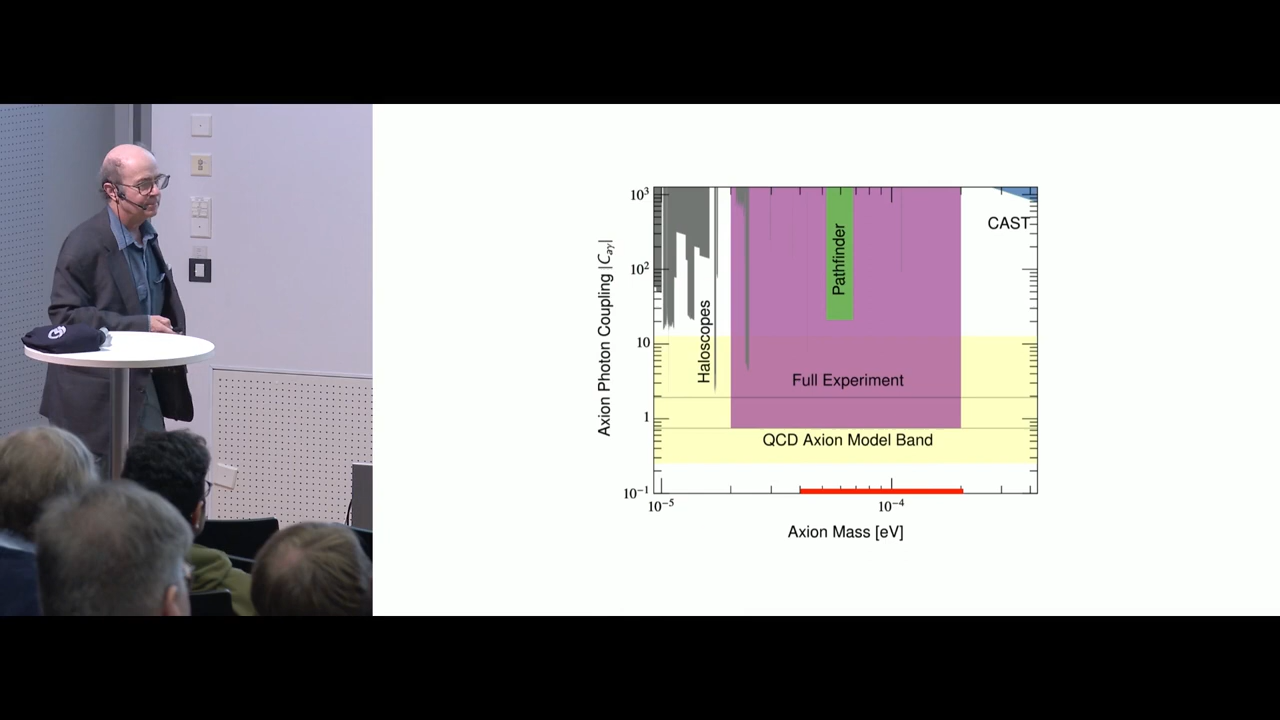 10³
10²
10
1
10⁻¹
Axion Photon Coupling |C_aγ|
Haloscopes
Pathfinder
CAST
Full Experiment
QCD Axion Model Band
10⁻⁵
10⁻⁴
Axion Mass [eV]